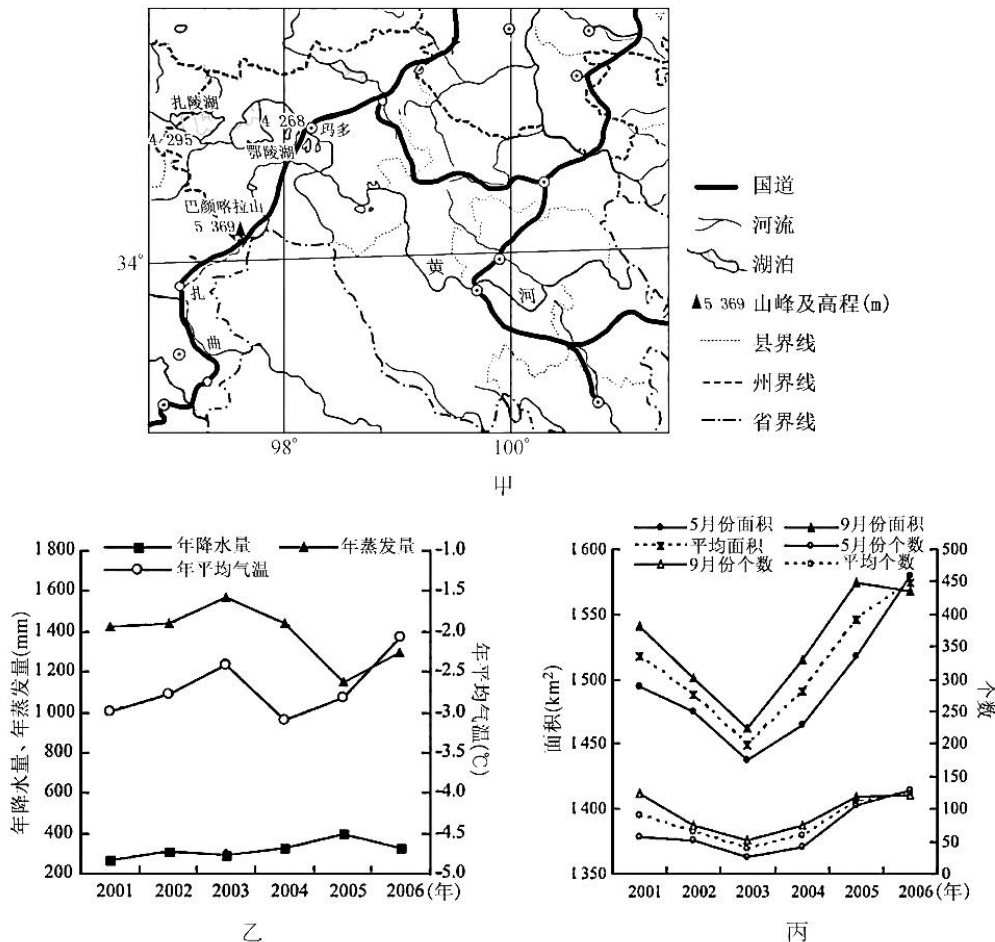 扎陵湖
4 268
4 295
玛多
鄂陵湖
巴颜喀拉山
5 369
34°
扎
曲
黄
河
98°
100°
国道
河流
湖泊
5 369 山峰及高程(m)
县界线
州界线
省界线
甲
年降水量 年蒸发量
年平均气温
年降水量、年蒸发量(mm)
1 800
1 600
1 400
1 200
1 000
800
600
400
200
-1.0
-1.5
-2.0
-2.5
-3.0
-3.5
-4.0
-4.5
-5.0
年平均气温(℃)
2001 2002 2003 2004 2005 2006(年)
乙
5月份面积 9月份面积
平均面积 5月份个数
9月份个数 平均个数
面积(km²)
1 600
1 550
1 500
1 450
1 400
1 350
500
450
400
350
300
250
200
150
100
50
0
个数
2001 2002 2003 2004 2005 2006(年)
丙